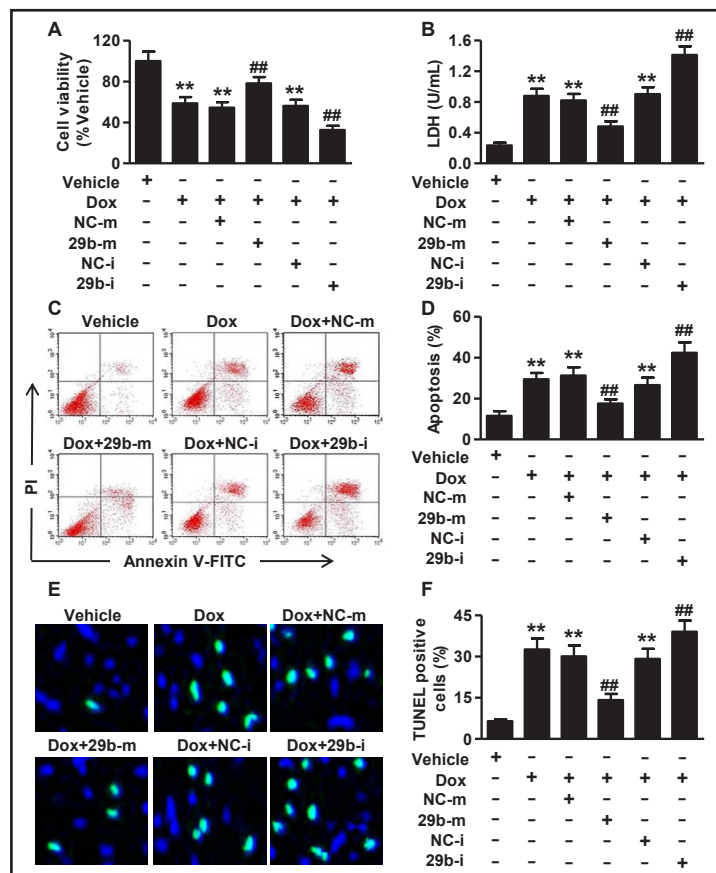 A
Cell viability
(% Vehicle)
120
80
40
0
** ** ## ** ##
Vehicle + - - - - -
Dox - + + + + +
NC-m - - + - - -
29b-m - - - + - -
NC-i - - - - + -
29b-i - - - - - +
B
LDH (U/mL)
1.6
1.2
0.8
0.4
0.0
** ** ## ** ##
Vehicle + - - - - -
Dox - + + + + +
NC-m - - + - - -
29b-m - - - + - -
NC-i - - - - + -
29b-i - - - - - +
C
Vehicle Dox Dox+NC-m
Dox+29b-m Dox+NC-i Dox+29b-i
PI
Annexin V-FITC
D
Apoptosis (%)
60
40
20
0
** ** ## ** ##
Vehicle + - - - - -
Dox - + + + + +
NC-m - - + - - -
29b-m - - - + - -
NC-i - - - - + -
29b-i - - - - - +
E
Vehicle Dox Dox+NC-m
Dox+29b-m Dox+NC-i Dox+29b-i
F
TUNEL positive
cells (%)
45
30
15
0
** ** ## ** ##
Vehicle + - - - - -
Dox - + + + + +
NC-m - - + - - -
29b-m - - - + - -
NC-i - - - - + -
29b-i - - - - - +